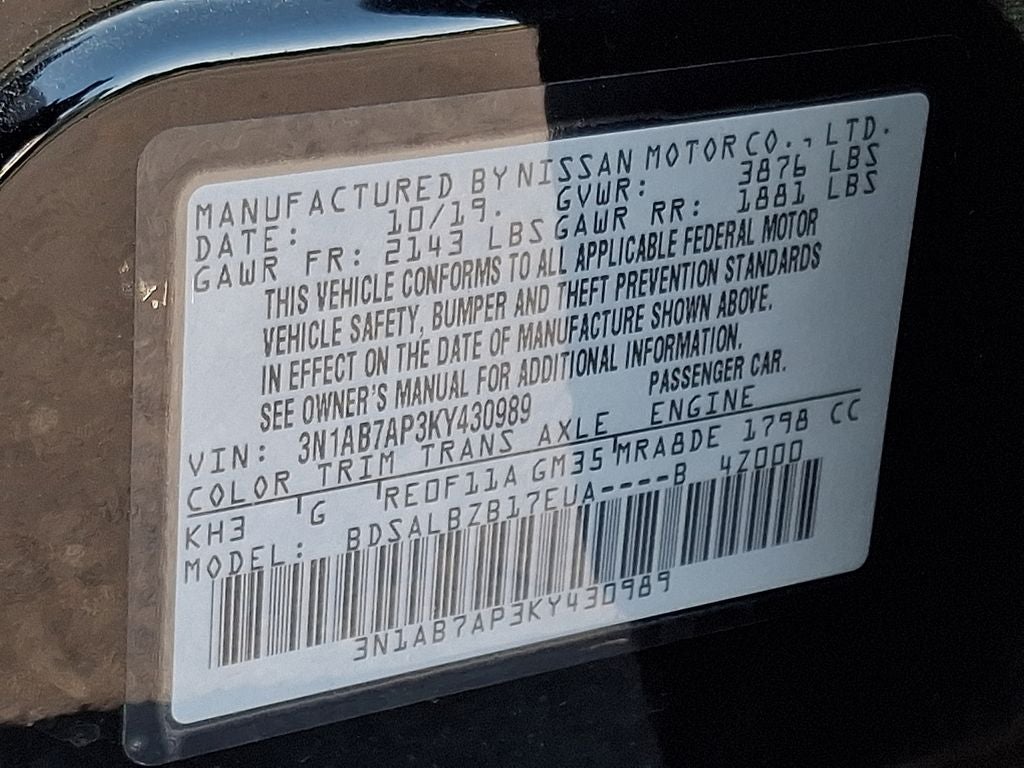 MANUFACTURED BY NISSAN MOTOR CO., LTD.
DATE: 10/19. GVWR: 3876 LBS
GAWR FR: 2143 LBS GAWR RR: 1881 LBS
THIS VEHICLE CONFORMS TO ALL APPLICABLE FEDERAL MOTOR
VEHICLE SAFETY, BUMPER AND THEFT PREVENTION STANDARDS
IN EFFECT ON THE DATE OF MANUFACTURE SHOWN ABOVE.
SEE OWNER'S MANUAL FOR ADDITIONAL INFORMATION.
VIN: 3N1AB7AP3KY430989 PASSENGER CAR.
COLOR TRIM TRANS AXLE ENGINE
KH3 G RE0F11A GM35 MRA8DE 1798 CC
MODEL: BDSALBZB17EUA----B 4Z000
3N1AB7AP3KY430989